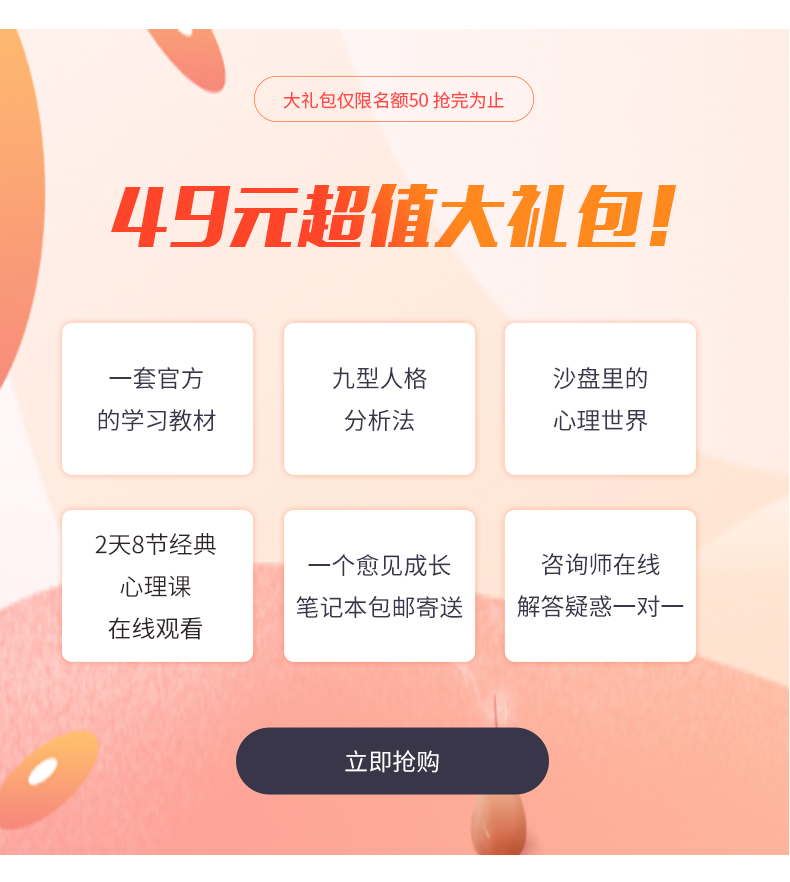 大礼包仅限名额50 抢完为止
49元超值大礼包!
一套官方
的学习教材
九型人格
分析法
沙盘里的
心理世界
2天8节经典
心理课
在线观看
一个愈见成长
笔记本包邮寄送
咨询师在线
解答疑惑一对一
立即抢购